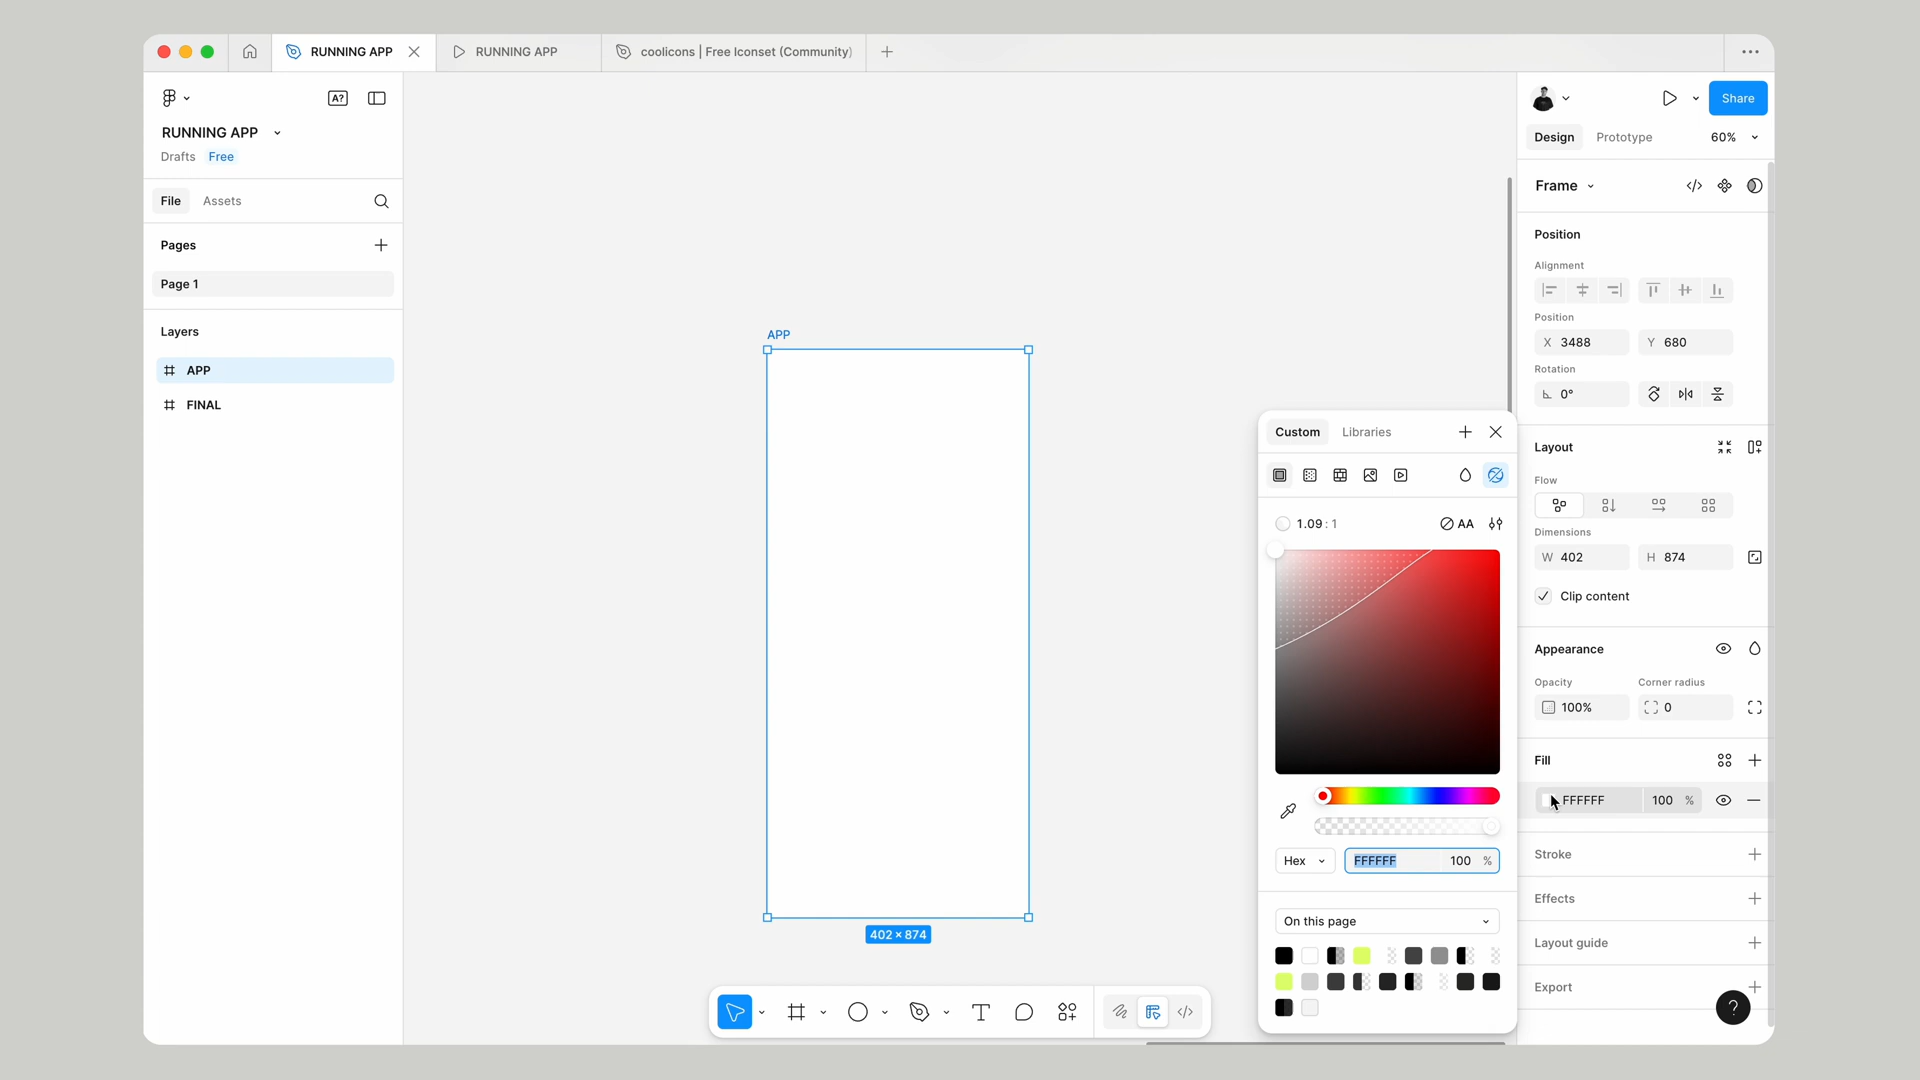 RUNNING APP
RUNNING APP
coolicons | Free Iconset (Community)
A?
RUNNING APP
Drafts Free
File Assets
Pages
Page 1
Layers
APP
FINAL
APP
402 × 874
Custom Libraries
1.09 : 1
AA
Hex
FFFFFF 100 %
On this page
Share
Design Prototype 60%
Frame
Position
Alignment
Position
X 3488 Y 680
Rotation
0°
Layout
Flow
Dimensions
W 402 H 874
Clip content
Appearance
Opacity Corner radius
100% 0
Fill
FFFFFF 100 %
Stroke
Effects
Layout guide
Export
?